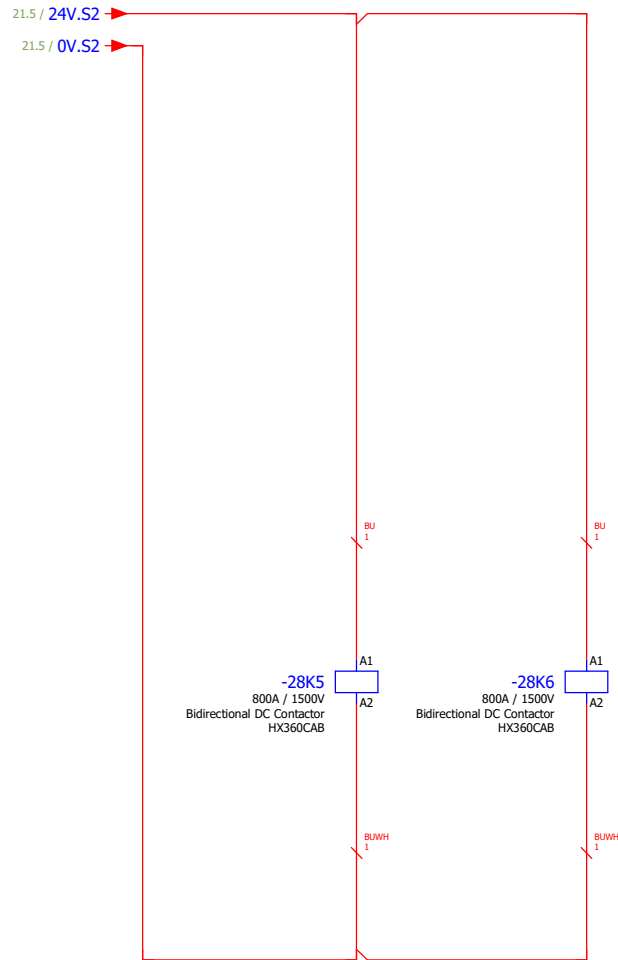 21.5 / 24V.S2
21.5 / 0V.S2
BU
1
BU
1
A1
-28K5
800A / 1500V
A2
Bidirectional DC Contactor
HX360CAB
A1
-28K6
800A / 1500V
A2
Bidirectional DC Contactor
HX360CAB
BUWH
1
BUWH
1